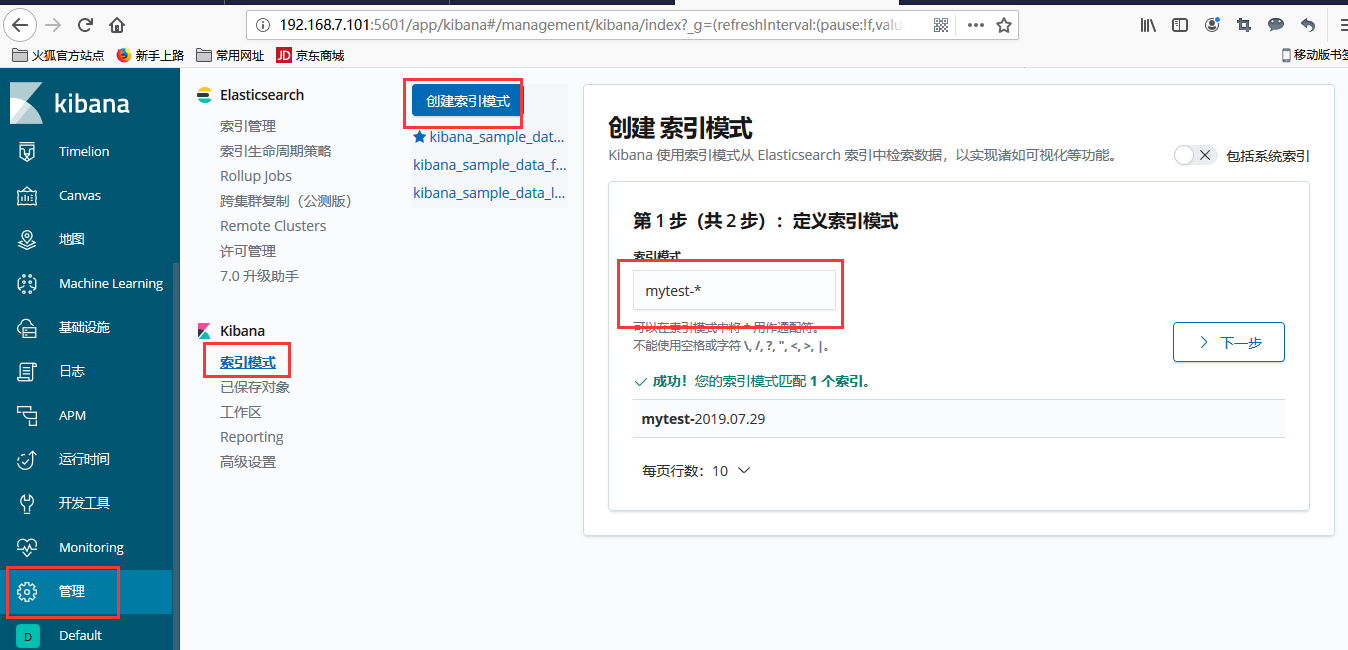 192.168.7.101:5601/app/kibana#/management/kibana/index?_g=(refreshInterval:(pause:!f,valu
火狐官方站点 新手上路 常用网址 JD 京东商城 移动版书签
kibana
Timelion
Canvas
地图
Machine Learning
基础设施
日志
APM
运行时间
开发工具
Monitoring
管理
D Default
Elasticsearch
索引管理
索引生命周期策略
Rollup Jobs
跨集群复制（公测版）
Remote Clusters
许可管理
7.0 升级助手
Kibana
索引模式
已保存对象
工作区
Reporting
高级设置
创建索引模式
kibana_sample_dat...
kibana_sample_data_f...
kibana_sample_data_l...
创建 索引模式
Kibana 使用索引模式从 Elasticsearch 索引中检索数据，以实现诸如可视化等功能。
包括系统索引
第 1 步（共 2 步）：定义索引模式
索引模式
mytest-*
可以在索引模式中将 * 用作通配符。
不能使用空格或字符 \, /, ?, ", <, >, |。
下一步
成功！您的索引模式匹配 1 个索引。
mytest-2019.07.29
每页行数：10